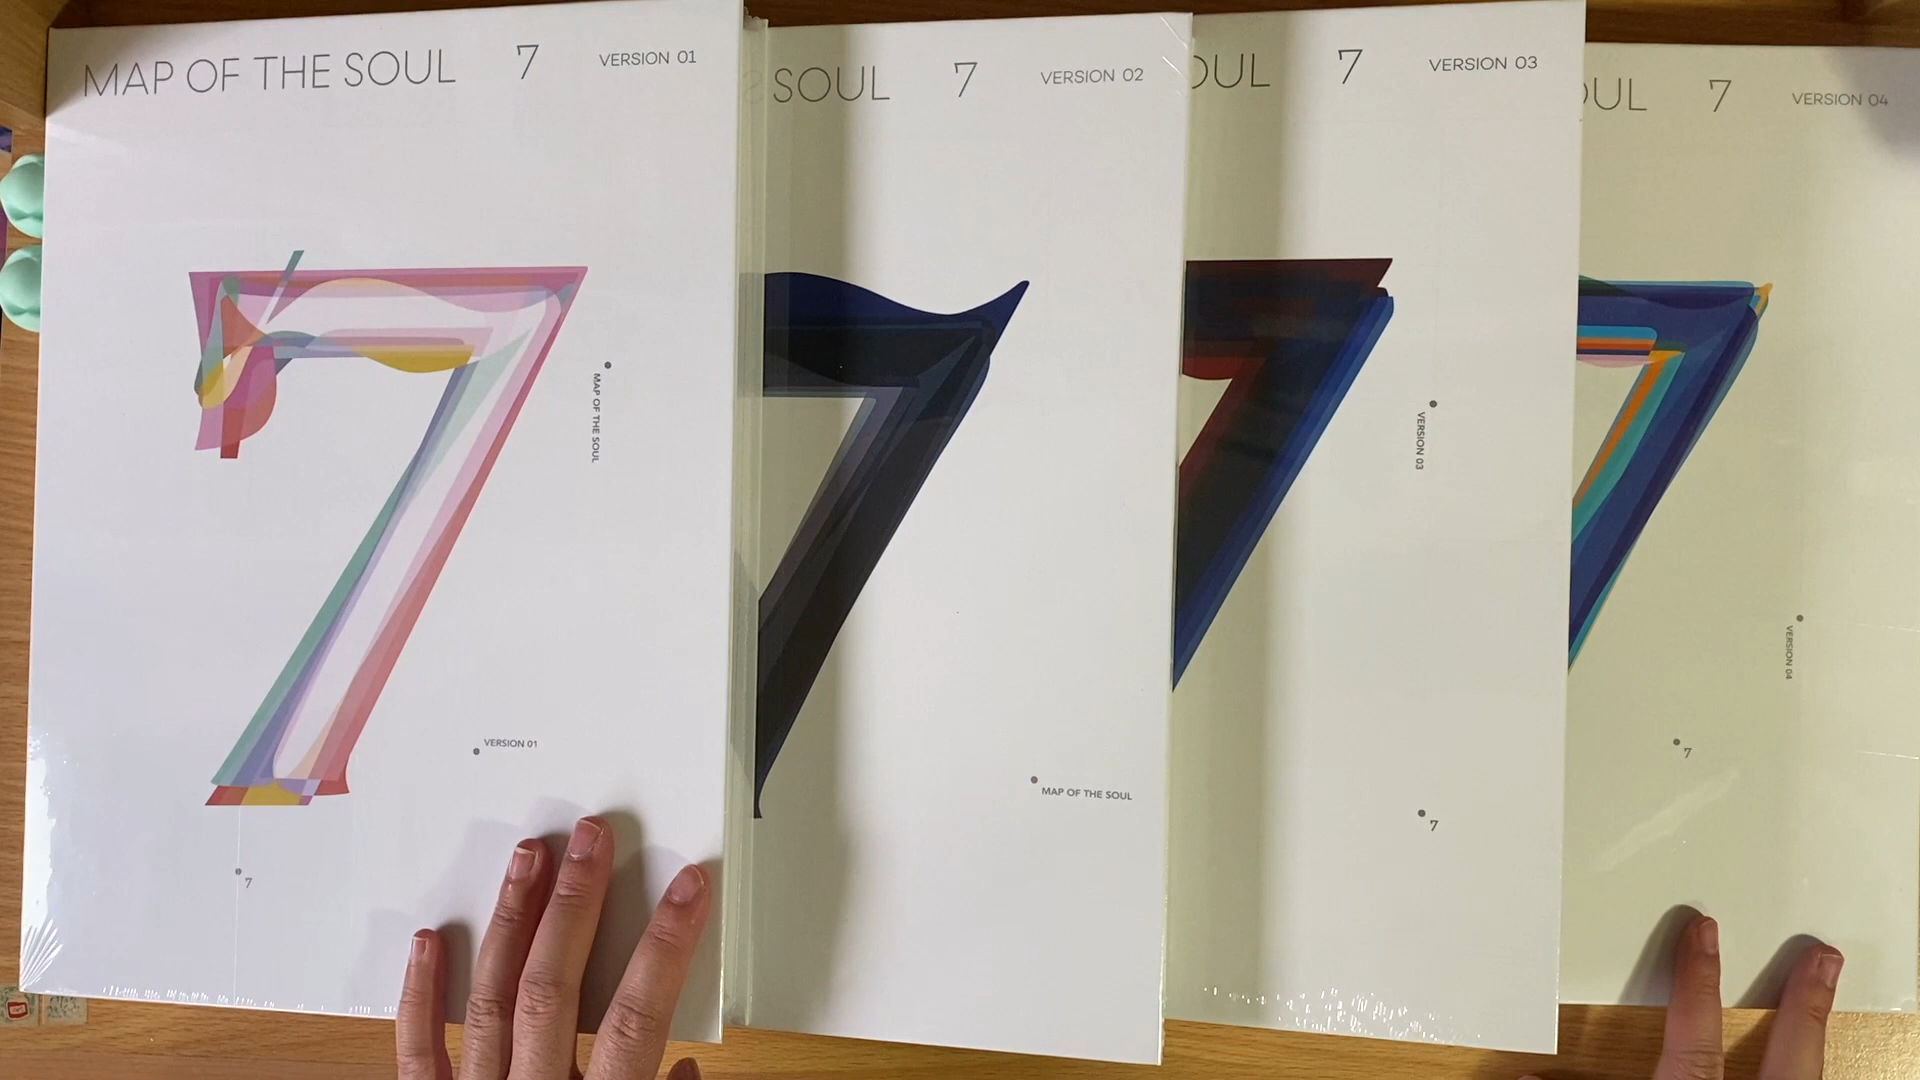 MAP OF THE SOUL 7 VERSION 01
MAP OF THE SOUL
VERSION 01
7
SOUL 7 VERSION 02
MAP OF THE SOUL
OUL 7 VERSION 03
VERSION 03
7
OUL 7 VERSION 04
VERSION 04
7